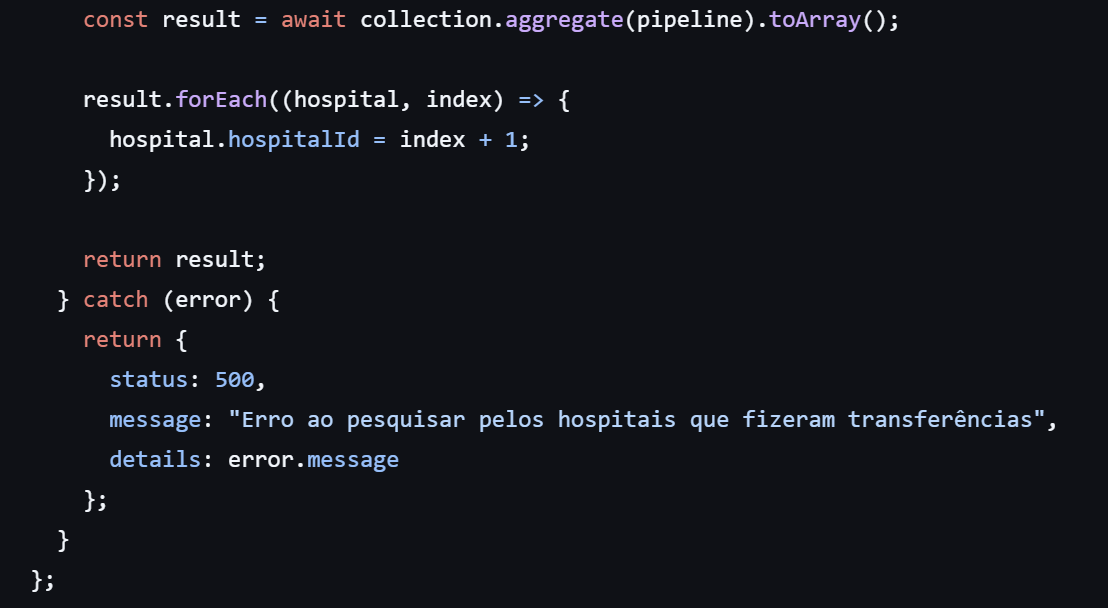 const result = await collection.aggregate(pipeline).toArray();
result.forEach((hospital, index) => {
hospital.hospitalId = index + 1;
});
return result;
} catch (error) {
return {
status: 500,
message: "Erro ao pesquisar pelos hospitais que fizeram transferências",
details: error.message
};
}
};